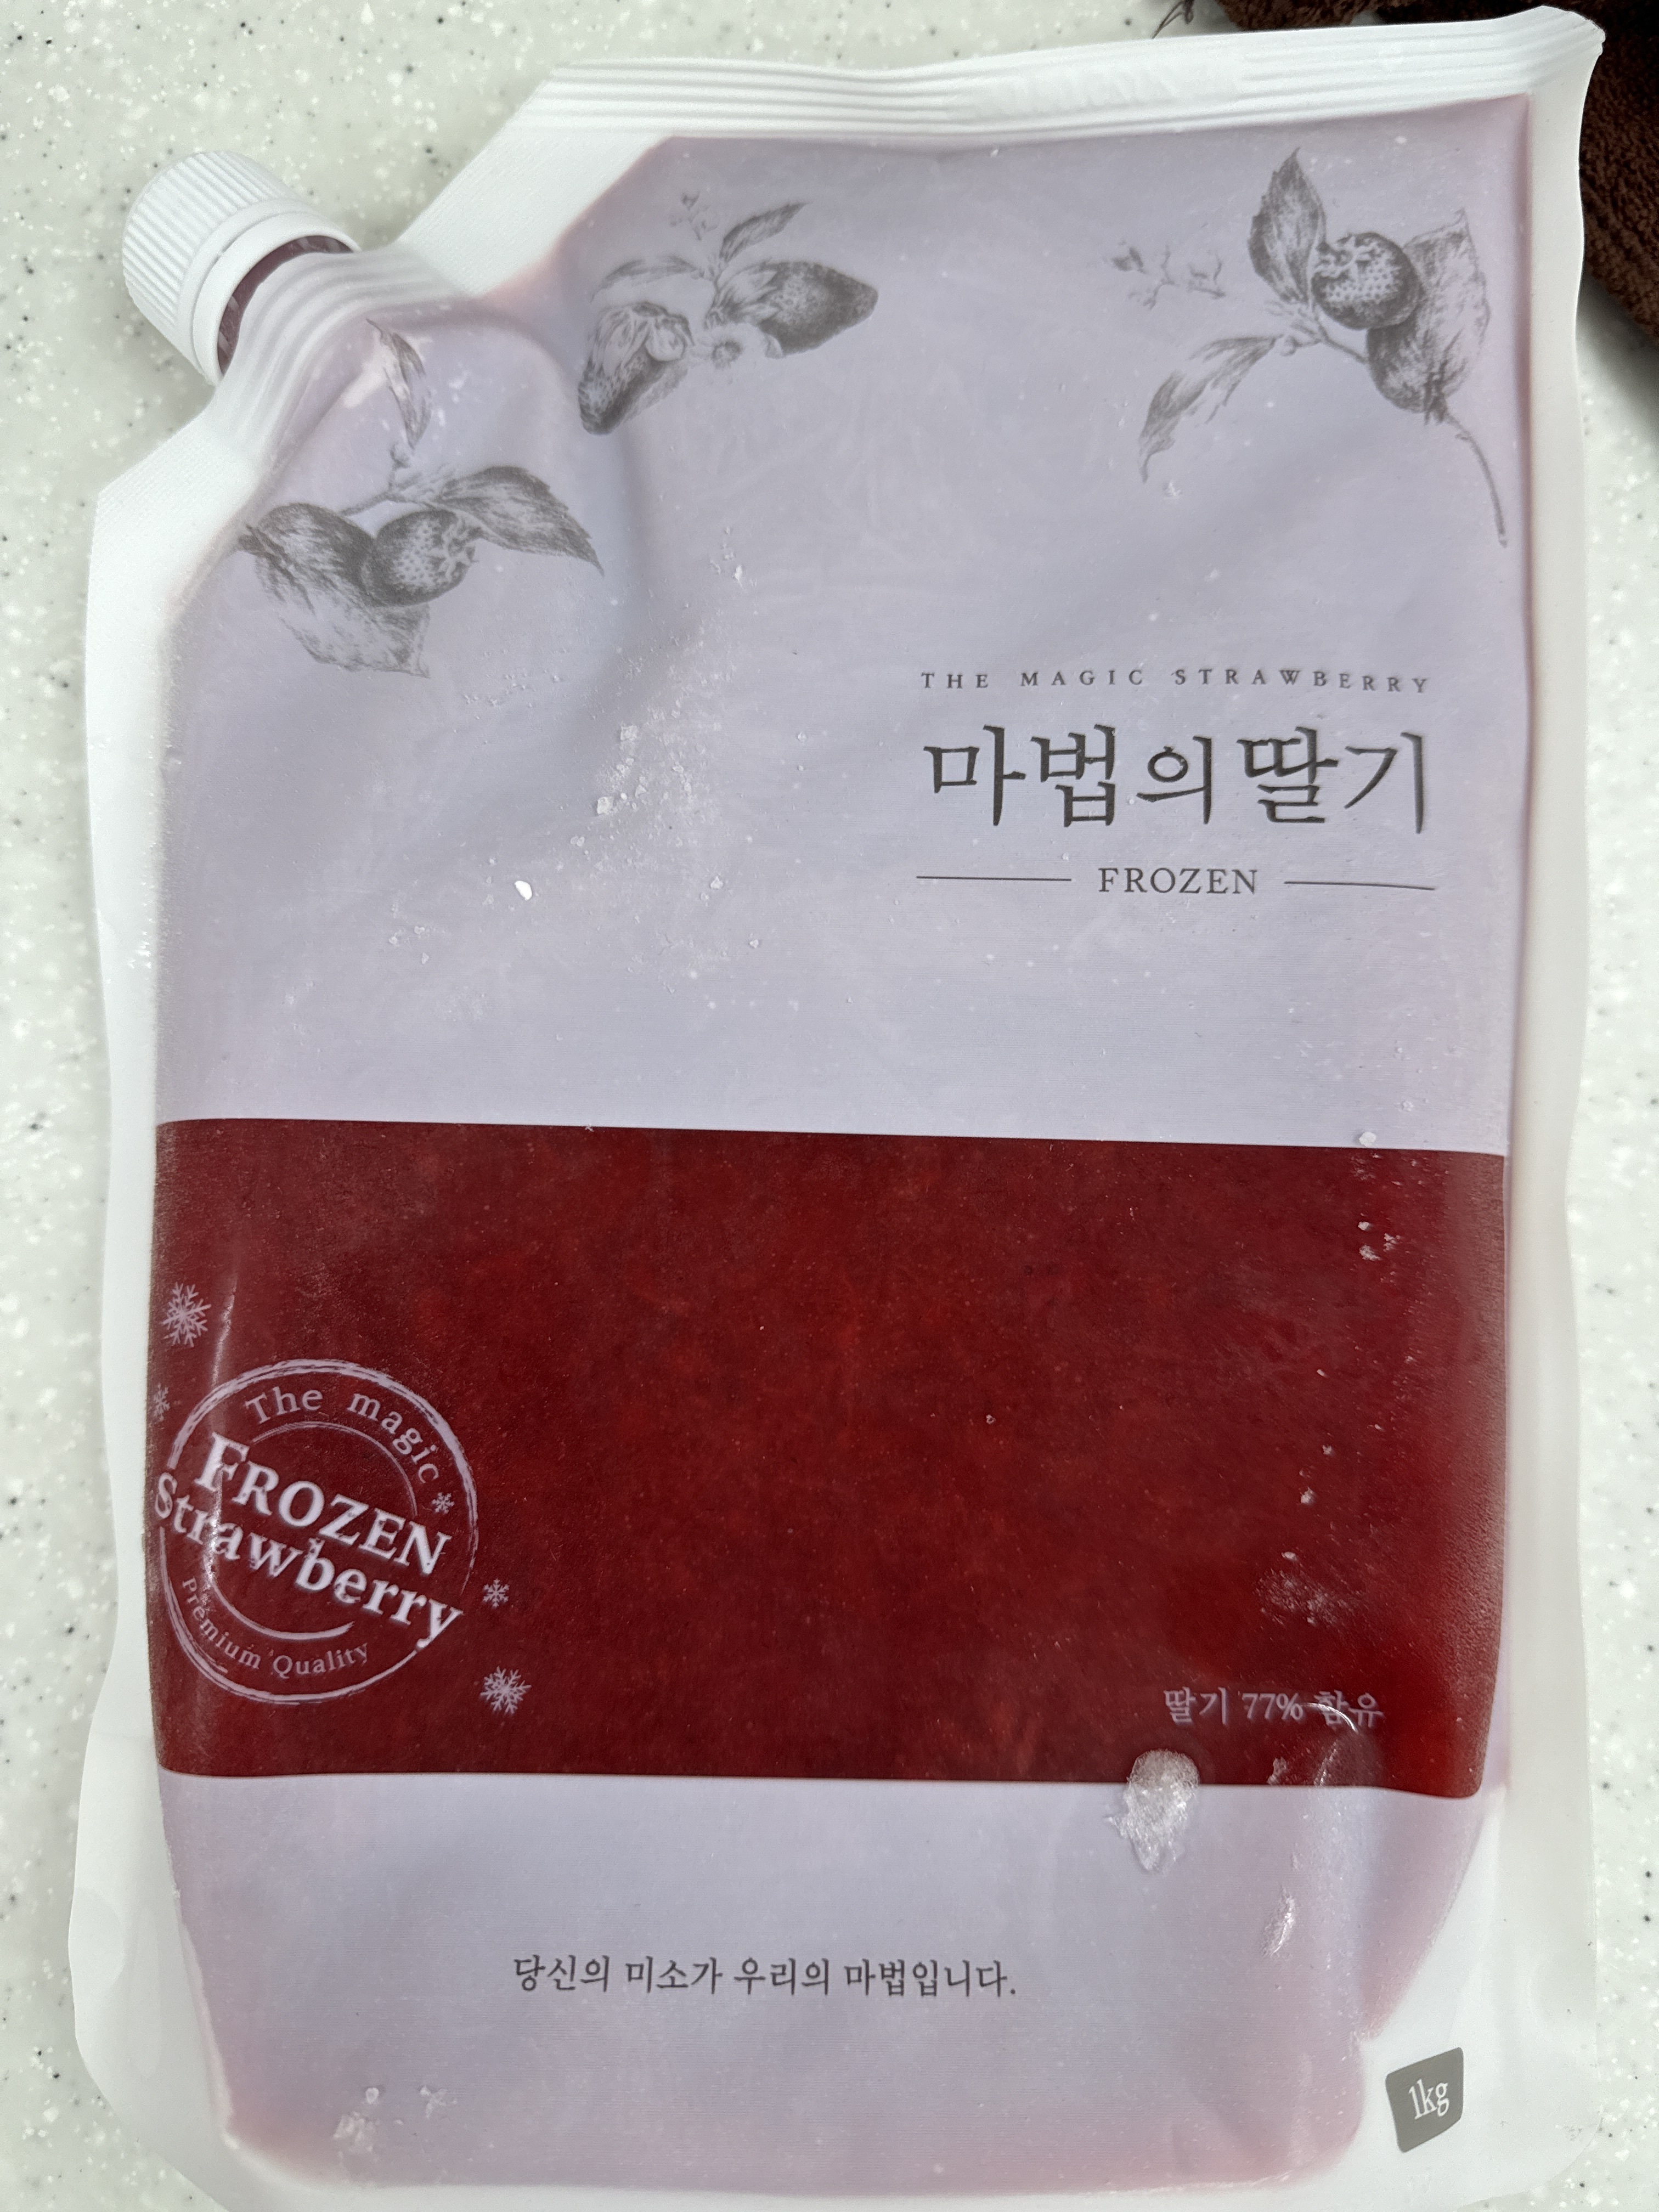 THE MAGIC STRAWBERRY
마법의딸기
FROZEN
The magic
FROZEN
Strawberry
Premium Quality
딸기 77% 함유
당신의 미소가 우리의 마법입니다.
1kg